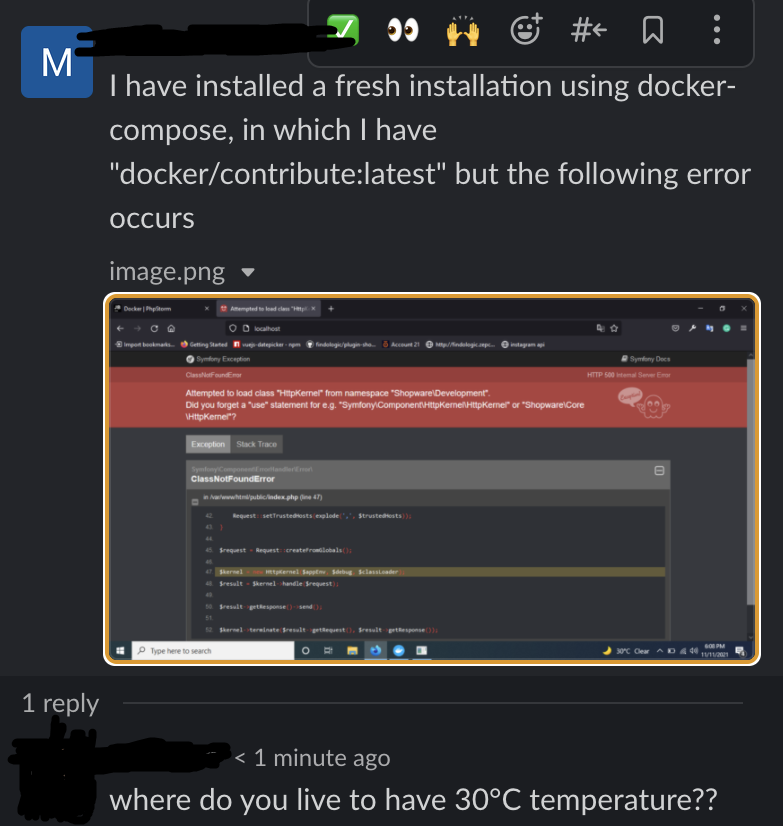 M
I have installed a fresh installation using docker-
compose, in which I have
"docker/contribute:latest" but the following error
occurs
image.png
Docker | PhpStorm
Attempted to load class "Http
localhost
Import bookmarks...
Getting Started
vuejs-datepicker - npm
findologic/plugin-sho...
Account 21
http://findologic.zepc...
instagram api
Symfony Exception
Symfony Docs
ClassNotFoundError
HTTP 500 Internal Server Error
Attempted to load class "HttpKernel" from namespace "Shopware\Development".
Did you forget a "use" statement for e.g. "Symfony\Component\HttpKernel\HttpKernel" or "Shopware\Core
\HttpKernel"?
Exception
Stack Trace
Symfony\Component\ErrorHandler\Error\
ClassNotFoundError
in /var/www/html/public/index.php (line 47)
42. Request::setTrustedHosts(explode(',', $trustedHosts));
43. }
44.
45. $request = Request::createFromGlobals();
46.
47. $kernel = new HttpKernel($appEnv, $debug, $classLoader);
48. $result = $kernel->handle($request);
49.
50. $result->getResponse()->send();
51.
52. $kernel->terminate($result->getRequest(), $result->getResponse());
Type here to search
30°C Clear
6:08 PM
11/11/2021
1 reply
< 1 minute ago
where do you live to have 30°C temperature??